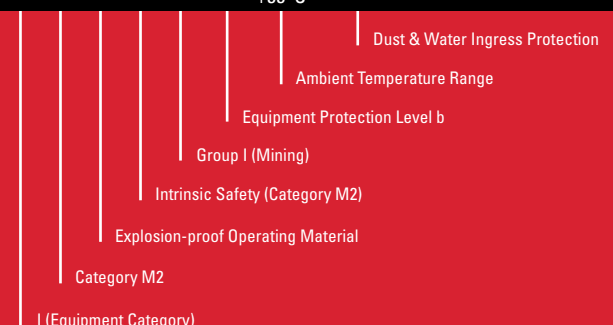 Dust & Water Ingress Protection
Ambient Temperature Range
Equipment Protection Level b
Group I (Mining)
Intrinsic Safety (Category M2)
Explosion-proof Operating Material
Category M2
I (Equipment Category)